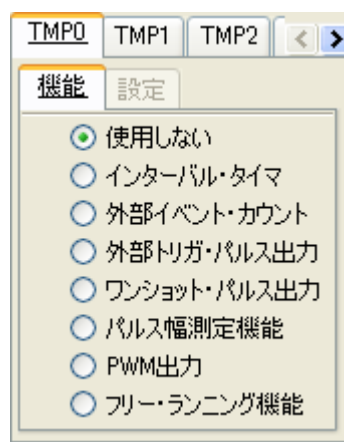 TMP0 TMP1 TMP2
機能 設定
使用しない
インターバル・タイマ
外部イベント・カウント
外部トリガ・パルス出力
ワンショット・パルス出力
パルス幅測定機能
PWM出力
フリー・ランニング機能